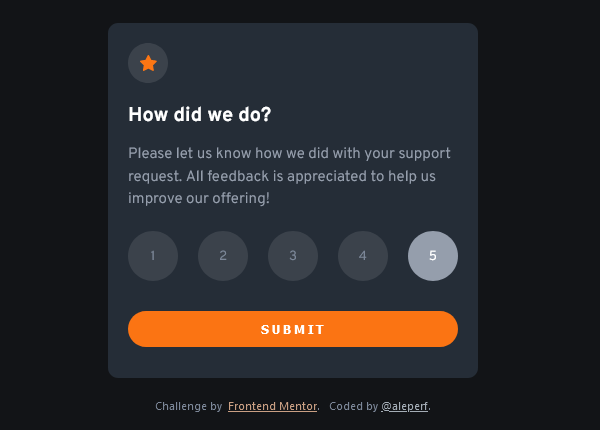 How did we do?
Please let us know how we did with your support
request. All feedback is appreciated to help us
improve our offering!
1 2 3 4 5
SUBMIT
Challenge by Frontend Mentor. Coded by @aleperf.